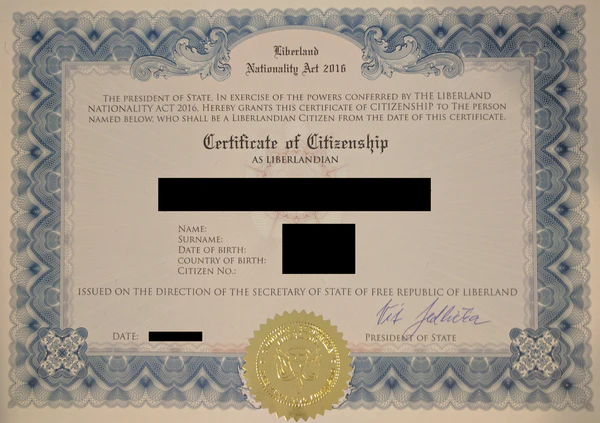 Liberland
Nationality Act 2016
The president of State, In exercise of the powers conferred by THE LIBERLAND
NATIONALITY ACT 2016, Hereby grants this certificate of CITIZENSHIP to The person
named below, who shall be a Liberlandian Citizen from the date of this certificate.
Certificate of Citizenship
AS LIBERLANDIAN
Name:
Surname:
Date of birth:
country of birth:
Citizen No.:
ISSUED ON THE DIRECTION OF THE SECRETARY OF STATE OF FREE REPUBLIC OF LIBERLAND
Vít Jedlička
DATE:
President of State